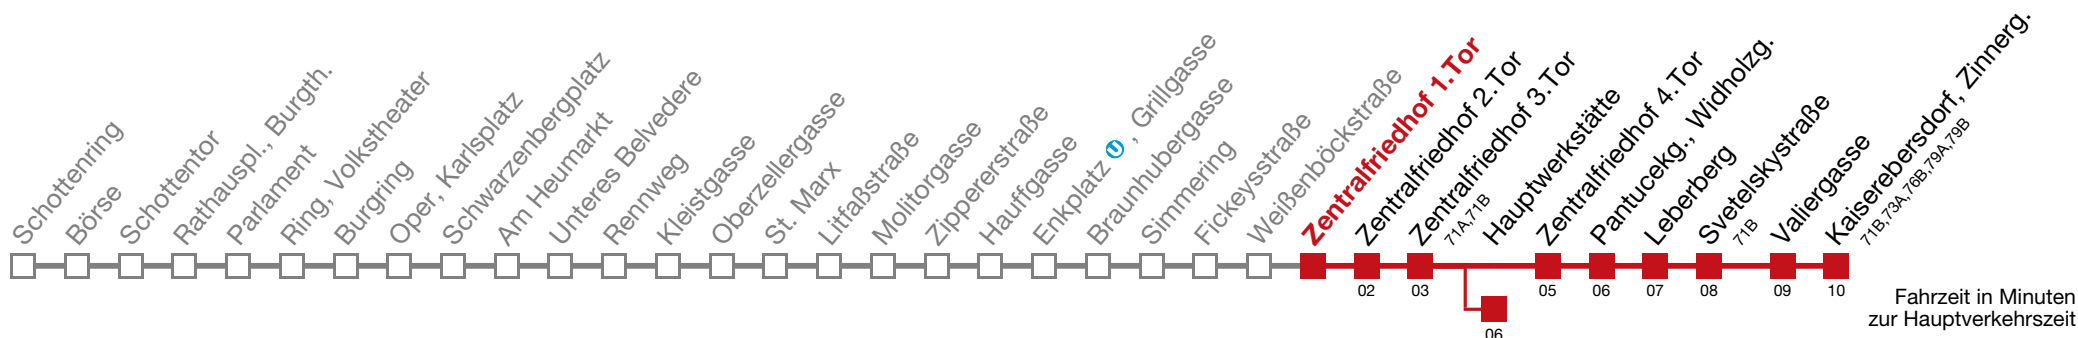 Schottenring
Börse
Schottentor
Rathauspl., Burgth.
Parlament
Ring, Volkstheater
Burgring
Oper, Karlsplatz
Schwarzenbergplatz
Am Heumarkt
Unteres Belvedere
Rennweg
Kleistgasse
Oberzellergasse
St. Marx
Litfaßstraße
Molitorgasse
Zippererstraße
Hauffgasse
Enkplatz U, Grillgasse
Braunhubergasse
Simmering
Fickeysstraße
Weißenböckstraße
Zentralfriedhof 1.Tor
Zentralfriedhof 2.Tor
Zentralfriedhof 3.Tor
71A,71B
Hauptwerkstätte
Zentralfriedhof 4.Tor
Pantucekg., Widholzg.
Leberberg
Svetelskystraße
71B
Valiergasse
Kaiserebersdorf, Zinnerg.
71B,73A,76B,79A,79B
02
03
05
06
07
08
09
10
06
Fahrzeit in Minuten
zur Hauptverkehrszeit